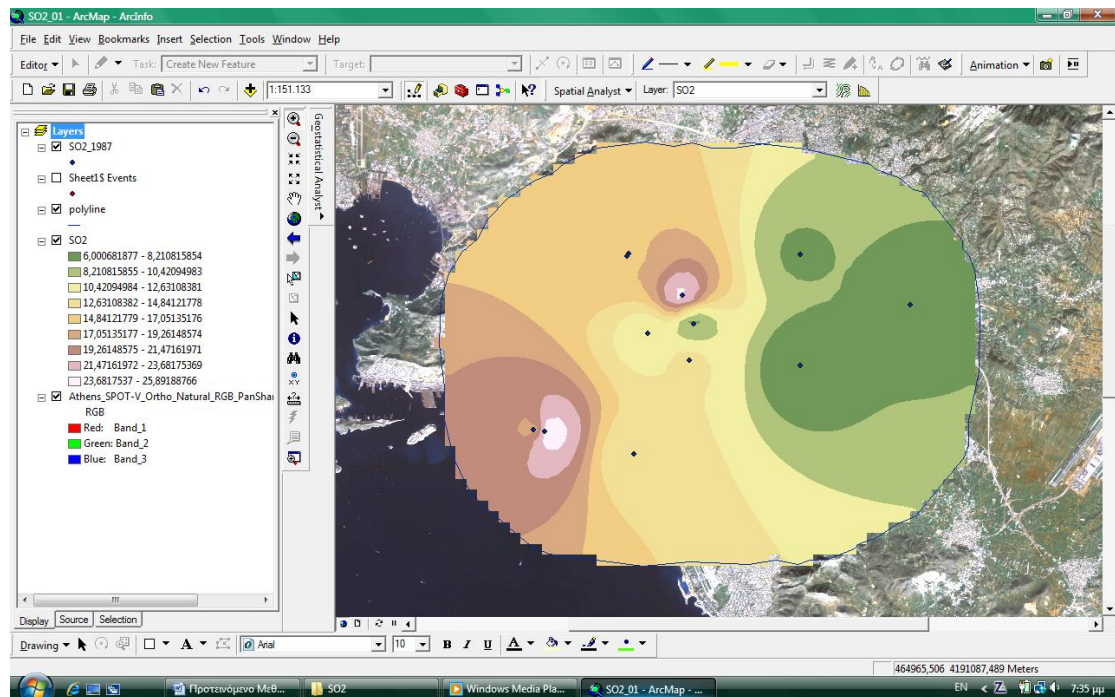 SO2_01 - ArcMap - ArcInfo
File Edit View Bookmarks Insert Selection Tools Window Help
Editor Task: Create New Feature Target: Animation
1:151.133 Spatial Analyst Layer: SO2
Layers
SO2_1987
Sheet1$ Events
polyline
SO2
6,000681877 - 8,210815854
8,210815855 - 10,42094983
10,42094984 - 12,63108381
12,63108382 - 14,84121778
14,84121779 - 17,05135176
17,05135177 - 19,26148574
19,26148575 - 21,47161971
21,47161972 - 23,68175369
23,6817537 - 25,89188766
Athens_SPOT-V_Ortho_Natural_RGB_PanSha
RGB
Red: Band_1
Green: Band_2
Blue: Band_3
Geostatistical Analyst
Display Source Selection
Drawing A Arial 10 B I U A
464965,506 4191087,489 Meters
Προτεινόμενο Μεθ... SO2 Windows Media Pla... SO2_01 - ArcMap - ... EN 7:35 μμ